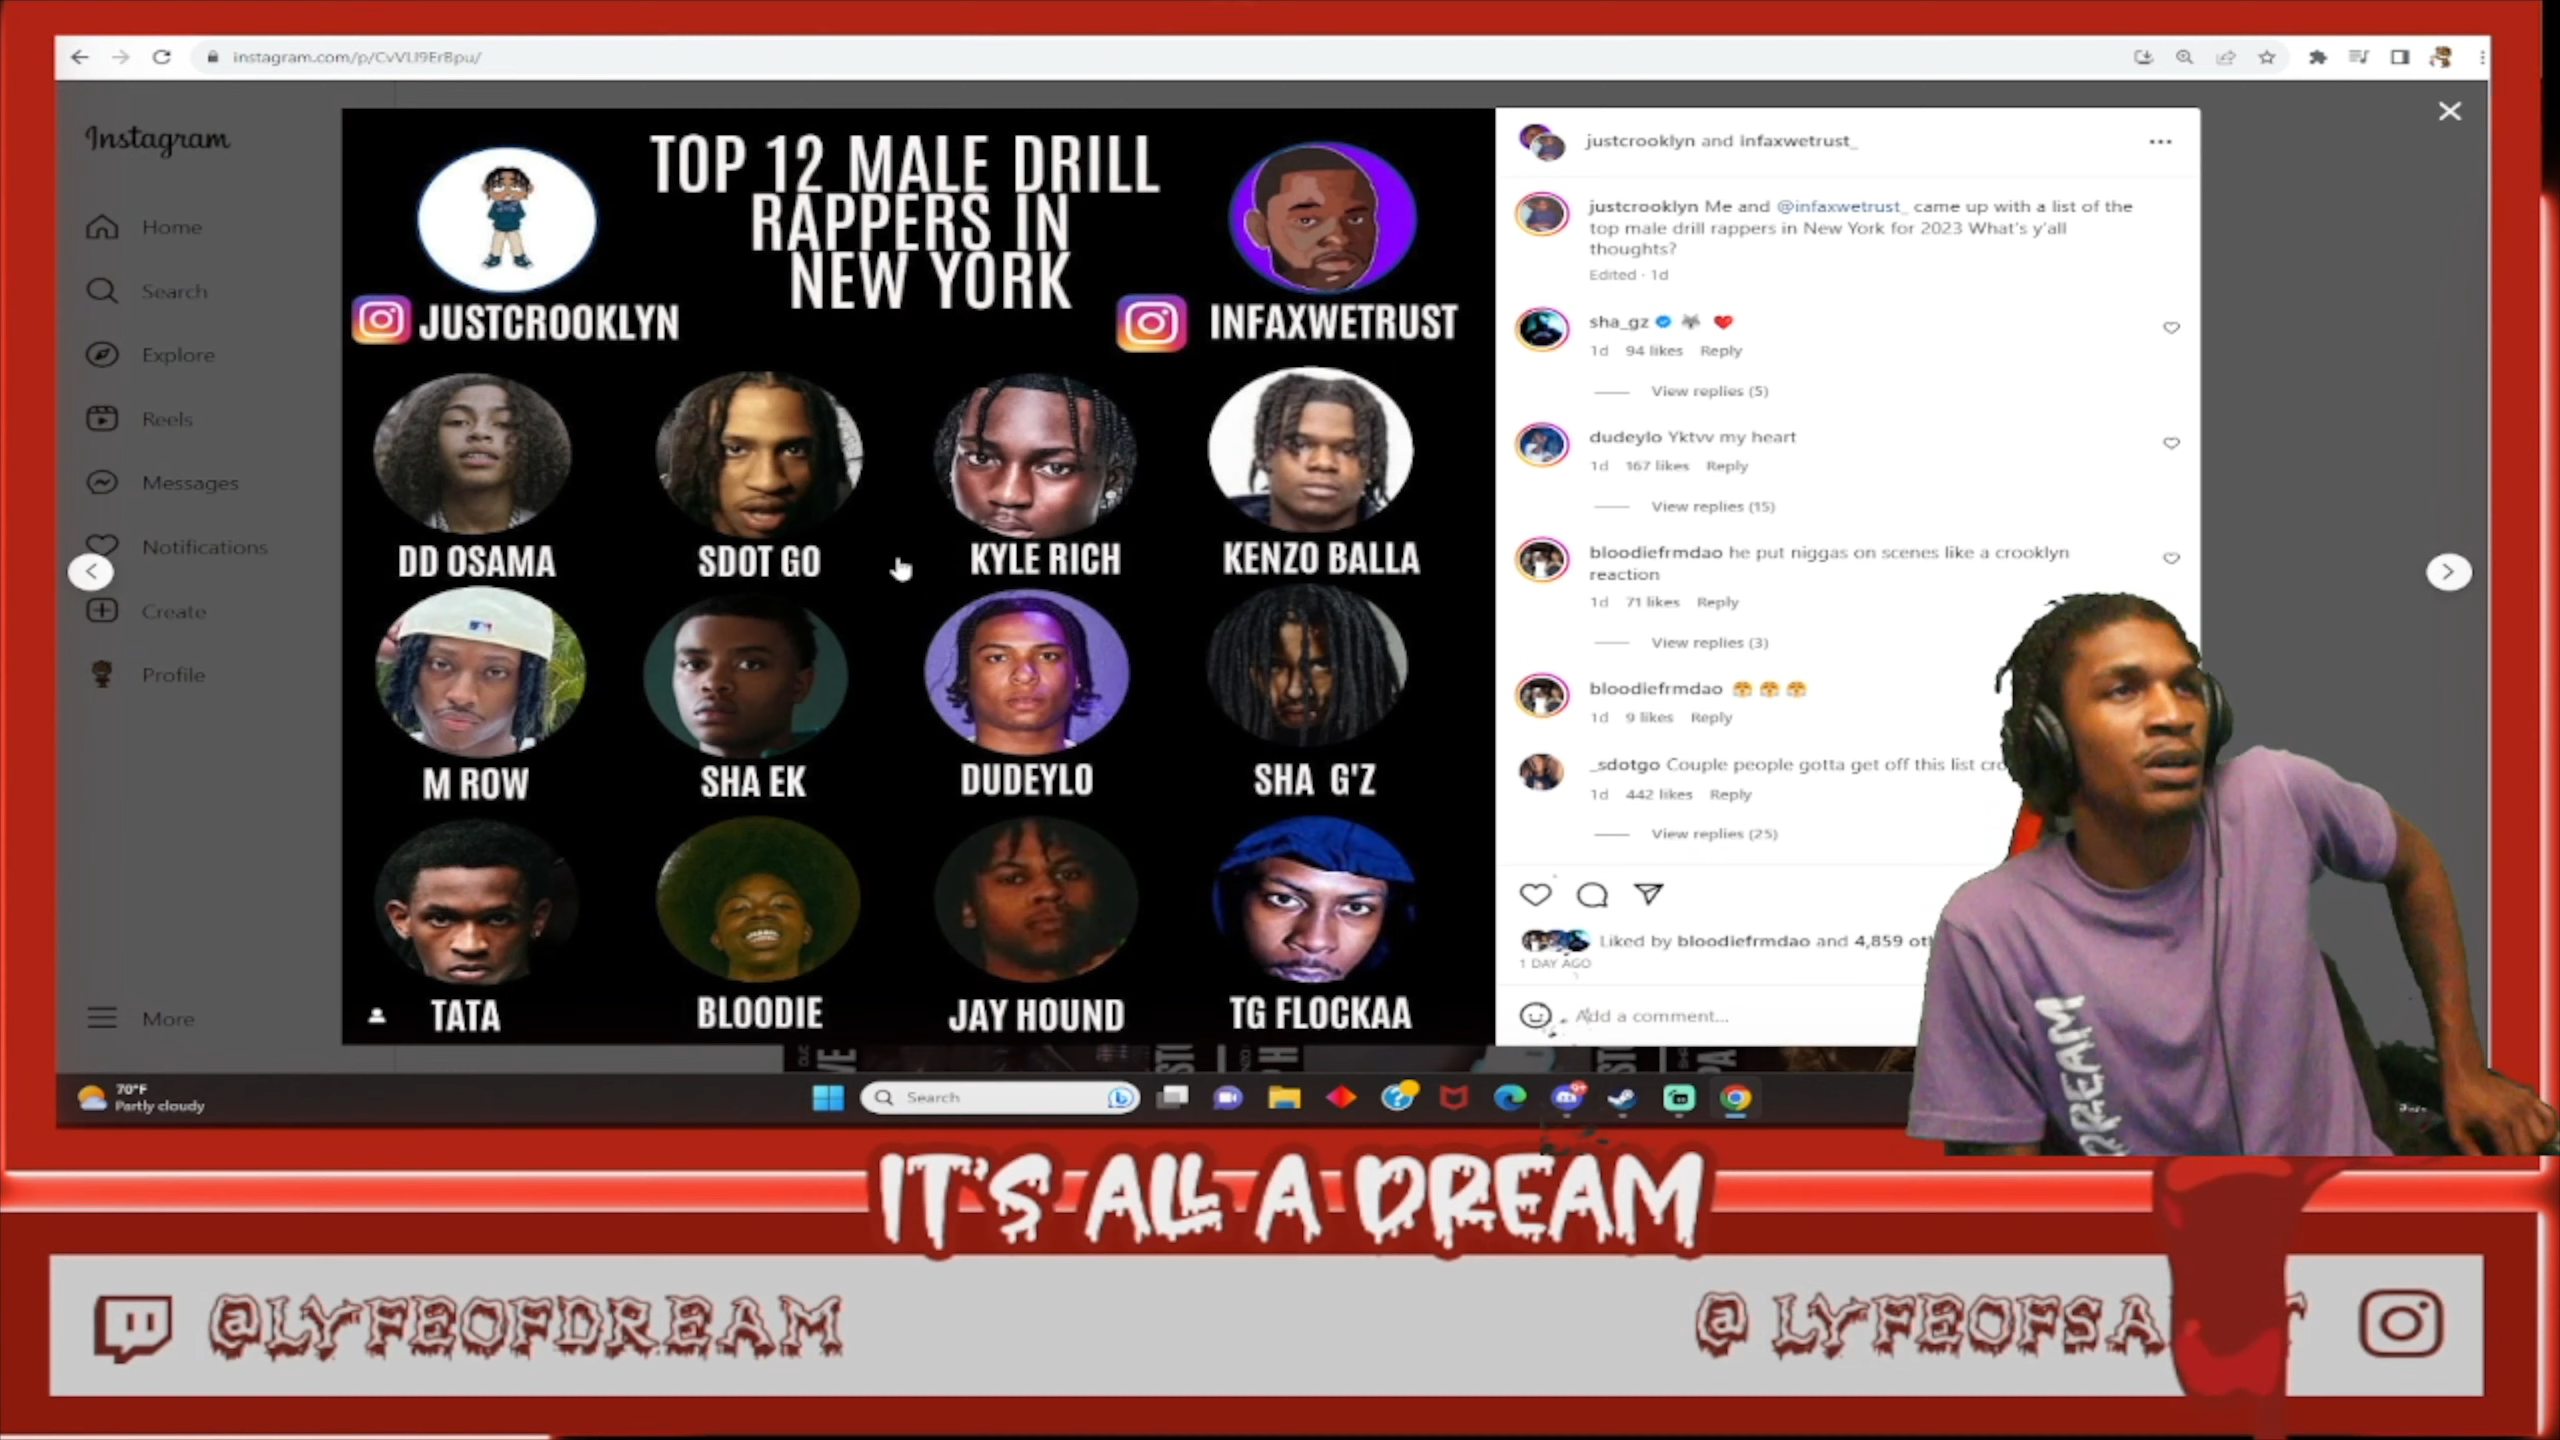 instagram.com/p/CvVLI9ErBpu/
Instagram
Home
Search
Explore
Reels
Messages
Notifications
Create
Profile
More
TOP 12 MALE DRILL
RAPPERS IN
NEW YORK
JUSTCROOKLYN
INFAXWETRUST
DD OSAMA
SDOT GO
KYLE RICH
KENZO BALLA
M ROW
SHA EK
DUDEYLO
SHA G'Z
TATA
BLOODIE
JAY HOUND
TG FLOCKAA
justcrooklyn and infaxwetrust_
justcrooklyn Me and @infaxwetrust_ came up with a list of the
top male drill rappers in New York for 2023 What's y'all
thoughts?
Edited · 1d
sha_gz 🐺 ❤️
1d 94 likes Reply
View replies (5)
dudeylo Yktvv my heart
1d 167 likes Reply
View replies (15)
bloodiefrmdao he put niggas on scenes like a crooklyn
reaction
1d 71 likes Reply
View replies (3)
bloodiefrmdao 😤 😤 😤
1d 9 likes Reply
_sdotgo Couple people gotta get off this list
1d 442 likes Reply
View replies (25)
Liked by bloodiefrmdao and 4,859
1 DAY AGO
Add a comment...
70°F
Partly cloudy
Search
9+
DREAM
IT'S ALL A DREAM
@LYFEOFDREAM
@ LYFEOFSA